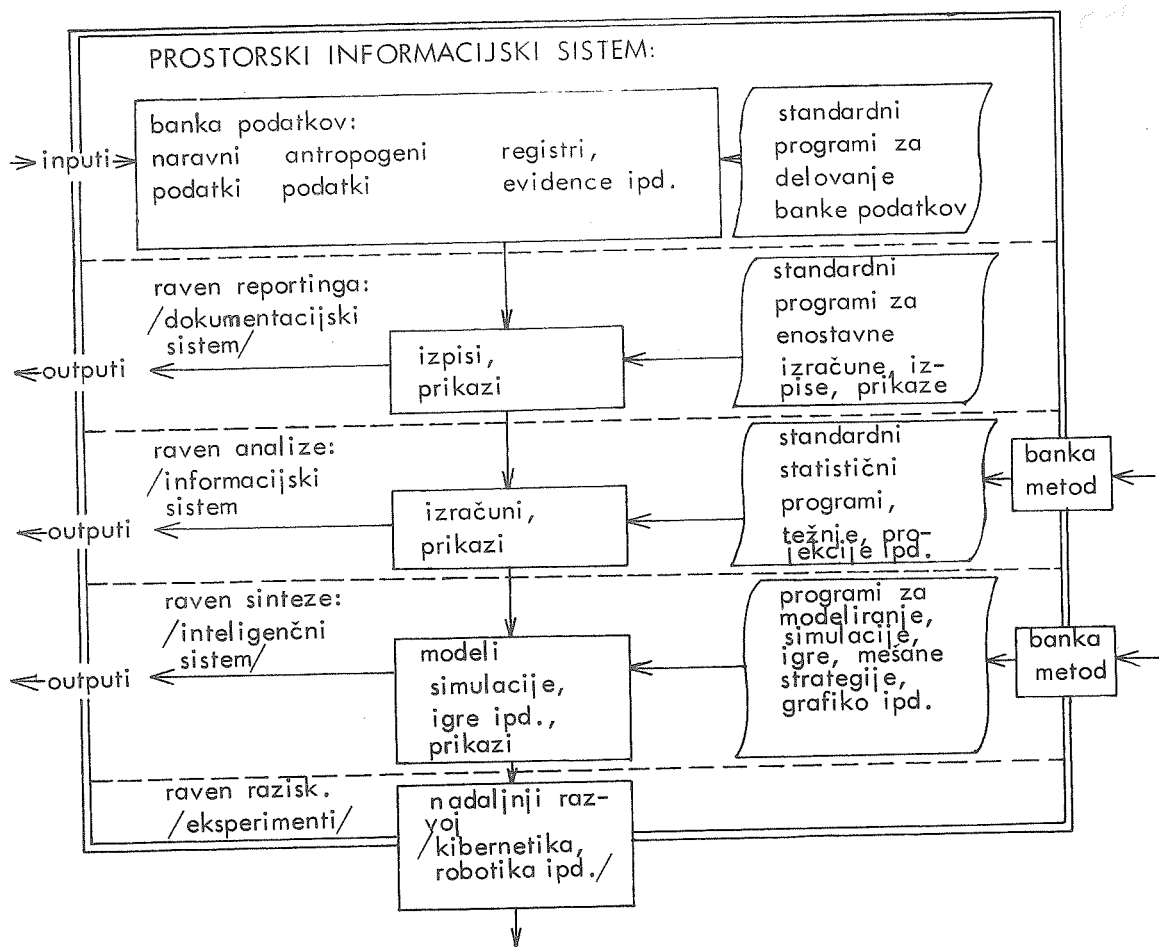 PROSTORSKI INFORMACIJSKI SISTEM:
banka podatkov:
naravni antropogeni registri,
podatki podatki evidence ipd.
inputi
standardni
programi za
delovanje
banke podatkov
raven reportinga:
/dokumentacijski
sistem/
outputi
izpisi,
prikazi
standardni
programi za
enostavne
izračune, iz-
pise, prikaze
raven analize:
/informacijski
sistem
outputi
izračuni,
prikazi
standardni
statistični
programi,
težnje, pro-
jekcije ipd.
banka
metod
raven sinteze:
/inteligenčni
sistem/
outputi
modeli
simulacije,
igre ipd.,
prikazi
programi za
modeliranje,
simulacije,
igre, mešane
strategije,
grafiko ipd.
banka
metod
raven razisk.
/eksperimenti/
nadaljnji raz-
voj
/kibernetika,
robotika ipd./